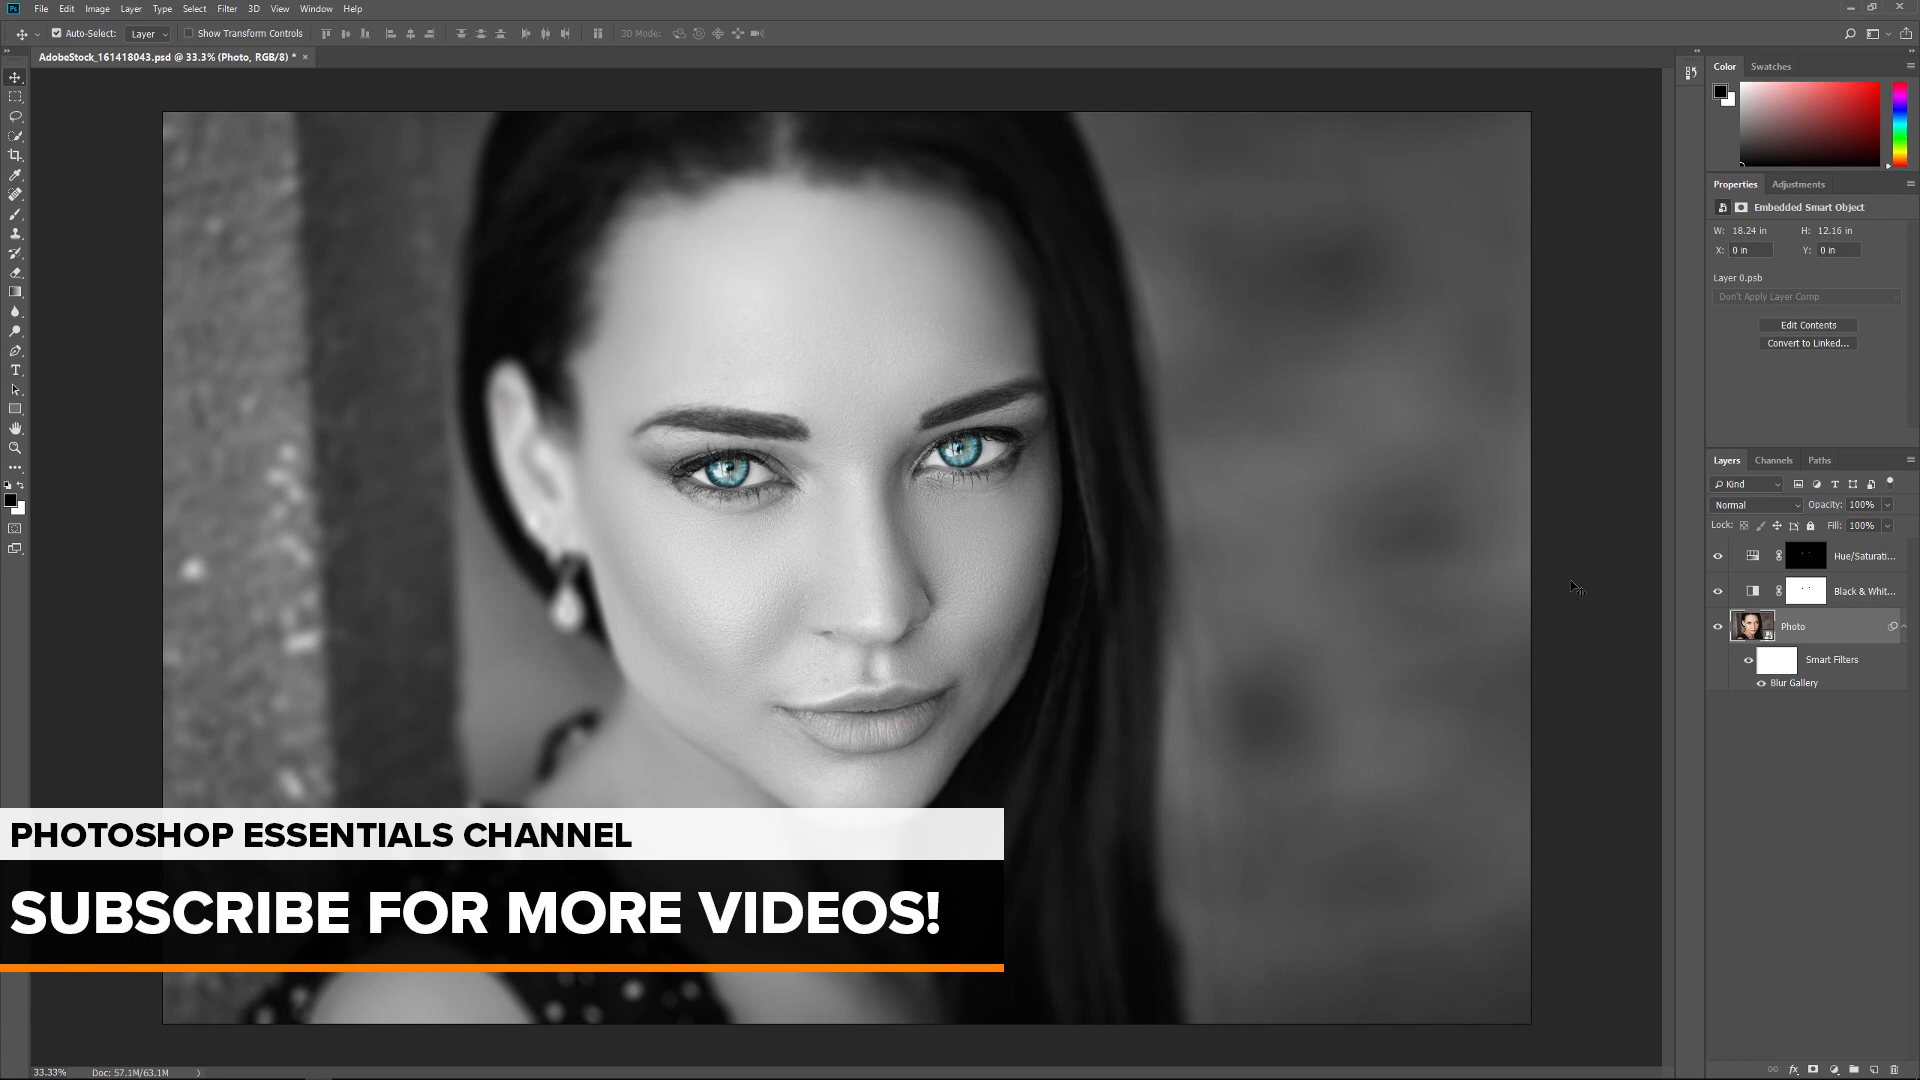 Ps File Edit Image Layer Type Select Filter 3D View Window Help
Auto-Select: Layer Show Transform Controls 3D Mode:
AdobeStock_161418043.psd @ 33.3% (Photo, RGB/8) * ×
Color Swatches
Properties Adjustments
Embedded Smart Object
W: 18.24 in H: 12.16 in
X: 0 in Y: 0 in
Layer 0.psb
Don't Apply Layer Comp
Edit Contents
Convert to Linked...
Layers Channels Paths
Kind
Normal Opacity: 100%
Lock: Fill: 100%
Hue/Saturati...
Black & Whit...
Photo
Smart Filters
Blur Gallery
PHOTOSHOP ESSENTIALS CHANNEL
SUBSCRIBE FOR MORE VIDEOS!
33.33% Doc: 57.1M/63.1M